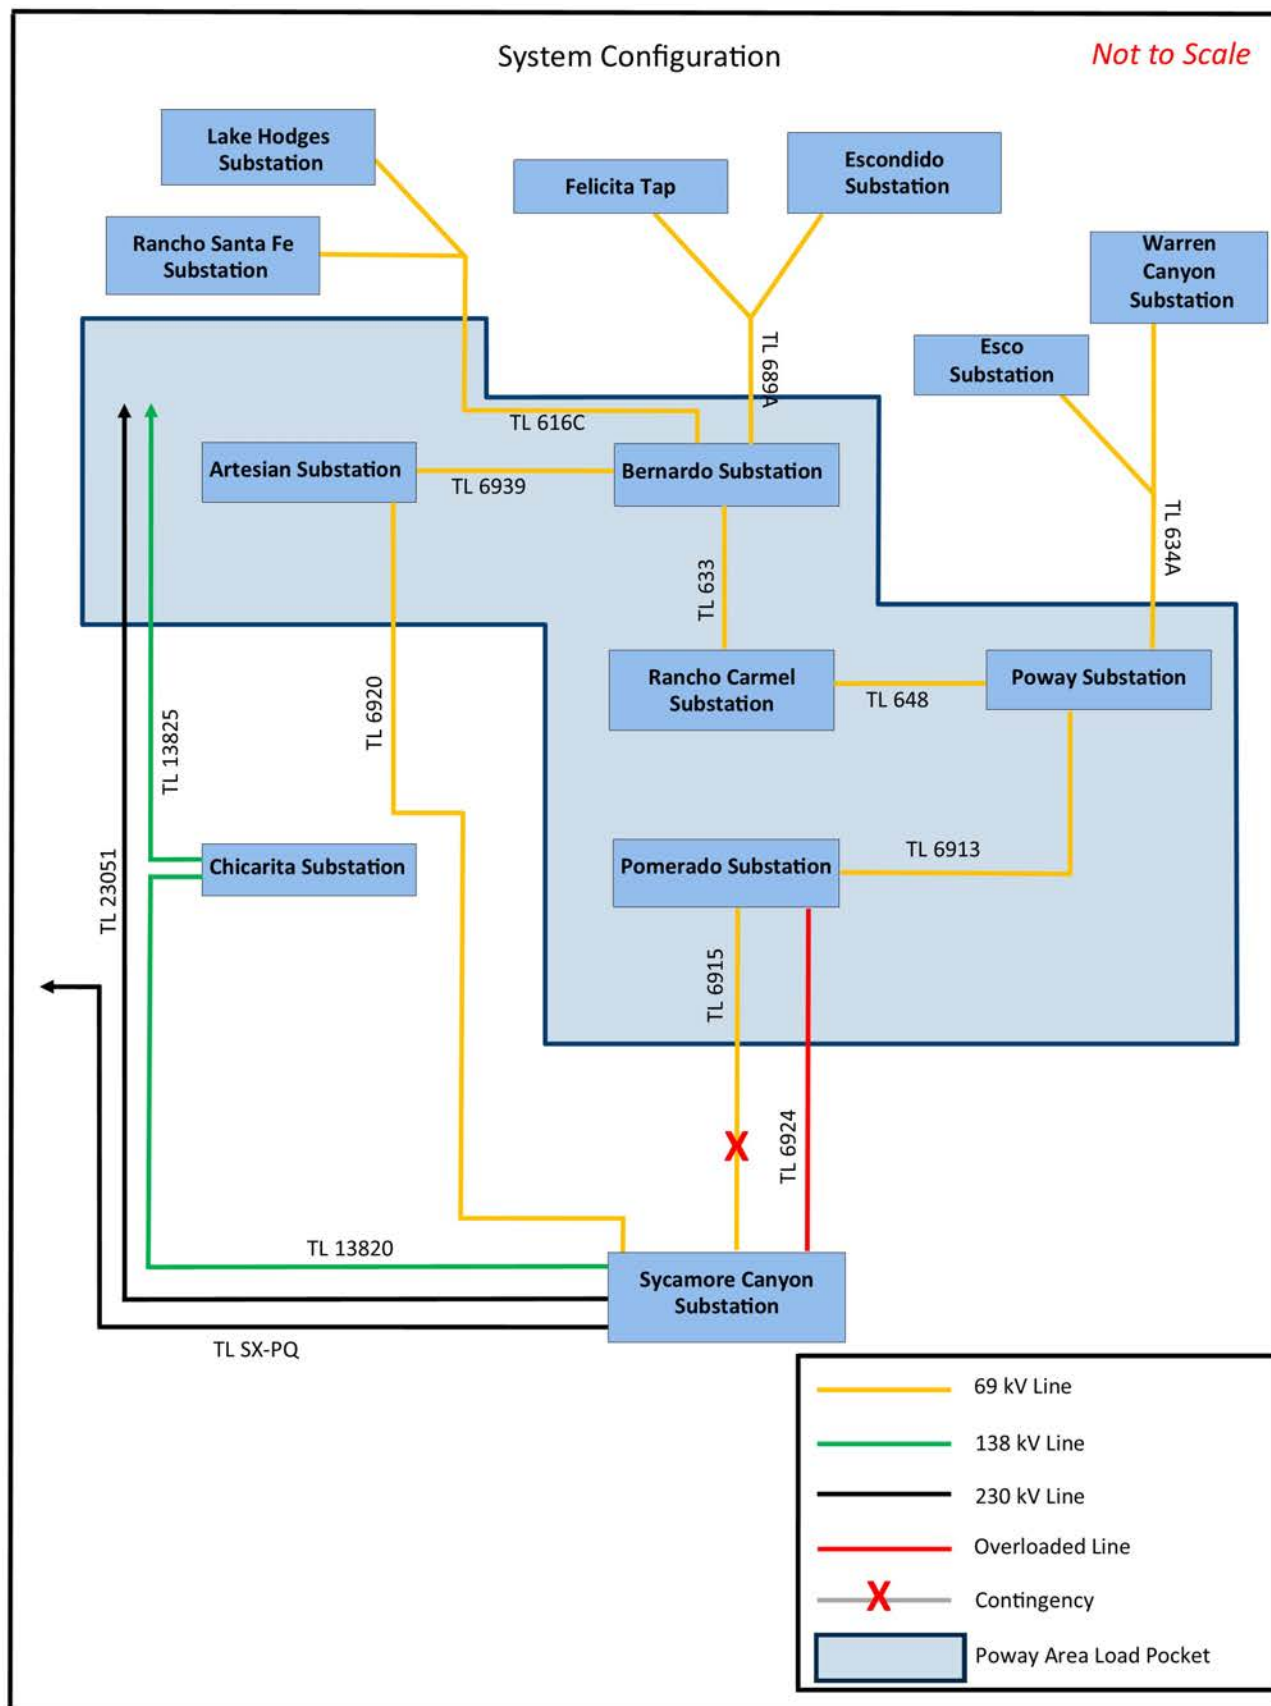 System Configuration
Not to Scale
Lake Hodges
Substation
Felicita Tap
Escondido
Substation
Rancho Santa Fe
Substation
Warren
Canyon
Substation
Esco
Substation
TL 689A
TL 616C
Artesian Substation
TL 6939
Bernardo Substation
TL 634A
TL 633
Rancho Carmel
Substation
TL 648
Poway Substation
TL 6920
TL 13825
Chicarita Substation
Pomerado Substation
TL 6913
TL 23051
TL 6915
X
TL 6924
TL 13820
Sycamore Canyon
Substation
TL SX-PQ
69 kV Line
138 kV Line
230 kV Line
Overloaded Line
X
Contingency
Poway Area Load Pocket